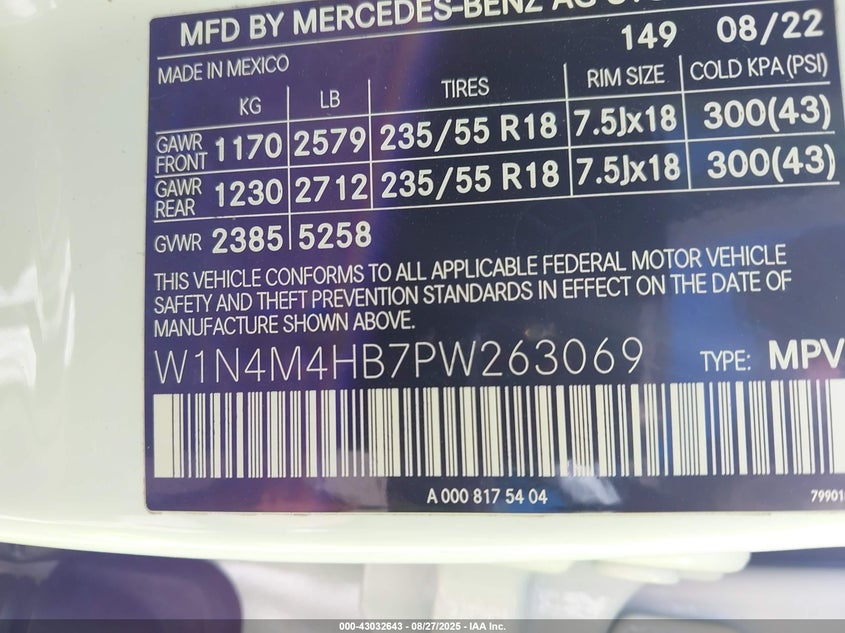 MFD BY MERCEDES-BENZ AG
149 08/22
MADE IN MEXICO
KG LB TIRES RIM SIZE COLD KPA (PSI)
GAWR FRONT 1170 2579 235/55 R18 7.5Jx18 300(43)
GAWR REAR 1230 2712 235/55 R18 7.5Jx18 300(43)
GVWR 2385 5258
THIS VEHICLE CONFORMS TO ALL APPLICABLE FEDERAL MOTOR VEHICLE
SAFETY AND THEFT PREVENTION STANDARDS IN EFFECT ON THE DATE OF
MANUFACTURE SHOWN ABOVE.
W1N4M4HB7PW263069 TYPE: MPV
A 000 817 54 04 79901
000-43032643 - 08/27/2025 - IAA Inc.